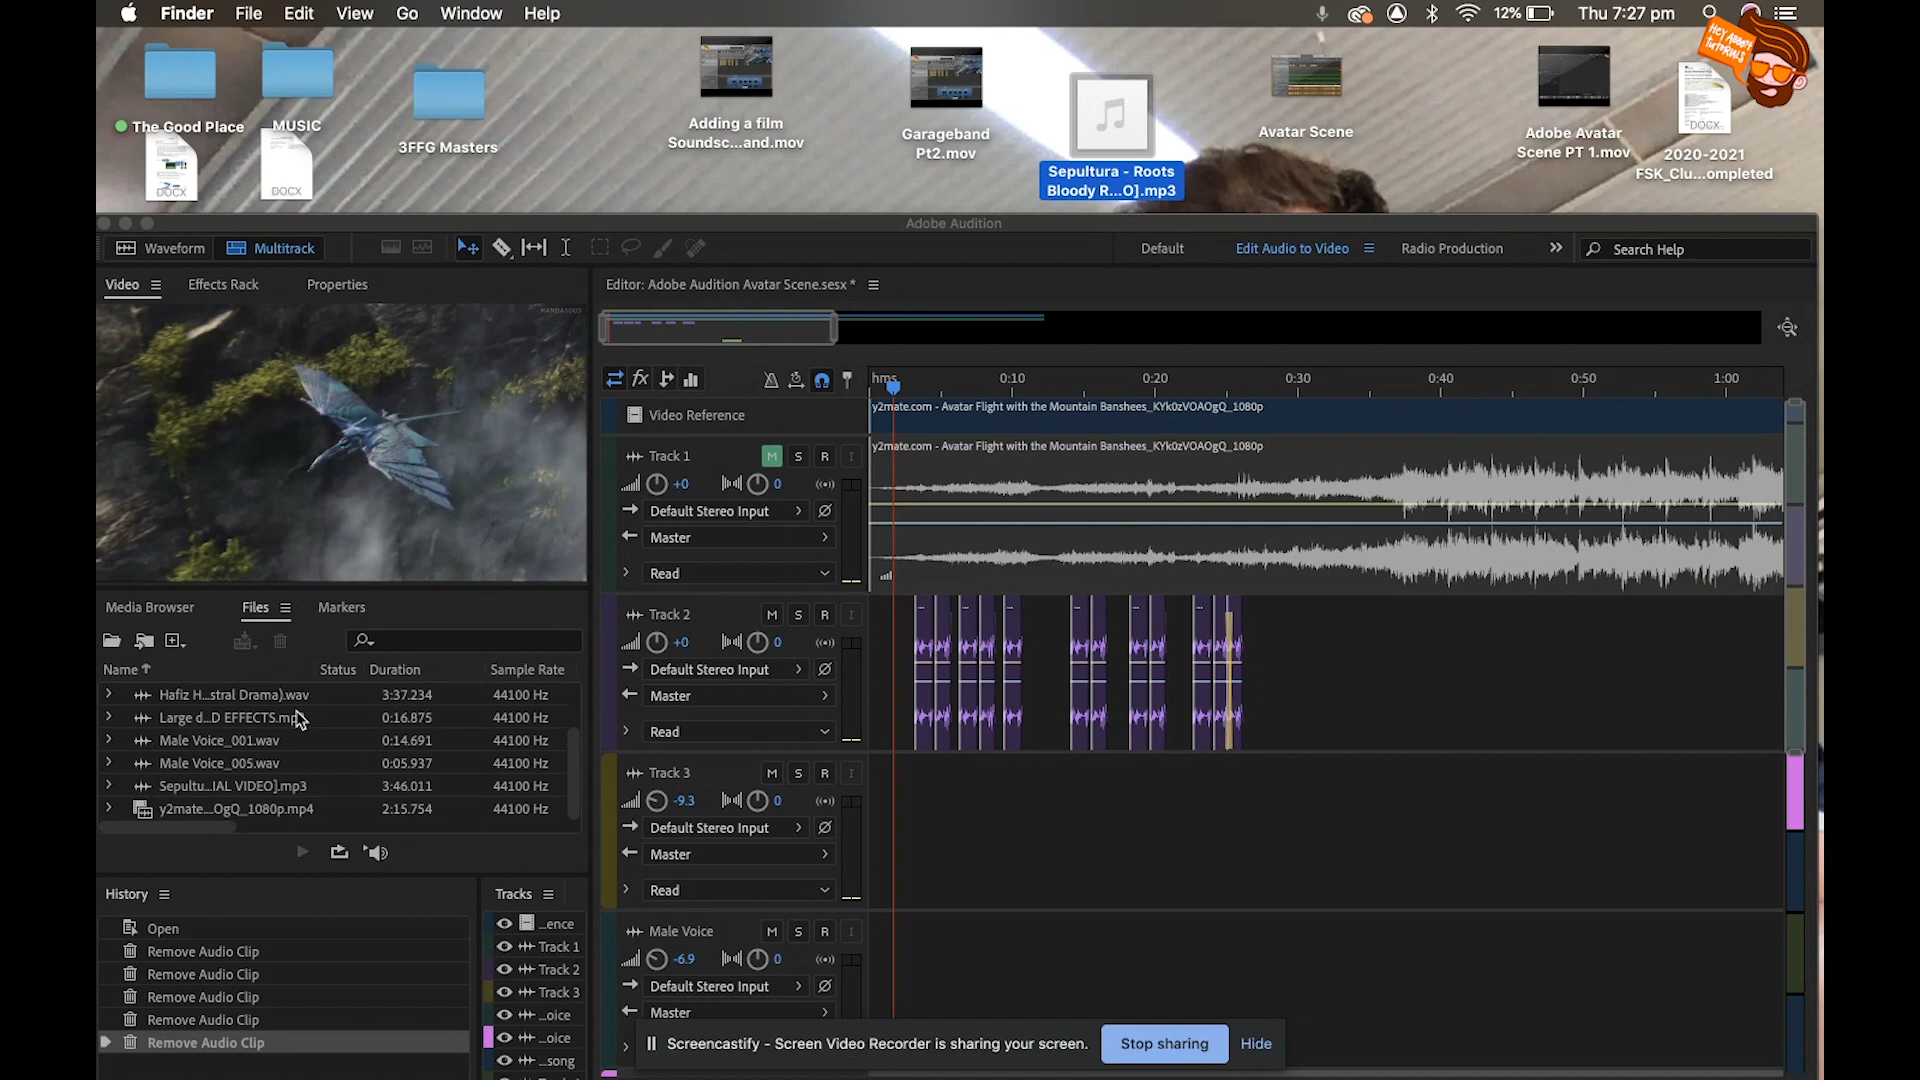 Finder File Edit View Go Window Help 12% Thu 7:27 pm
HEY AUDIO TUTORIALS
The Good Place
MUSIC
3FFG Masters
Adding a film
Soundsc...and.mov
Garageband
Pt2.mov
Sepultura - Roots
Bloody R...O].mp3
Avatar Scene
Adobe Avatar
Scene PT 1.mov
2020-2021
FSK_Clu...ompleted
DOCX
DOCX
DOCX
Adobe Audition
Waveform Multitrack Default Edit Audio to Video Radio Production Search Help
Video Effects Rack Properties
MANDASOLO
Editor: Adobe Audition Avatar Scene.sesx *
hms 0:10 0:20 0:30 0:40 0:50 1:00
Video Reference
y2mate.com - Avatar Flight with the Mountain Banshees_KYk0zVOAOgQ_1080p
Track 1 M S R I
y2mate.com - Avatar Flight with the Mountain Banshees_KYk0zVOAOgQ_1080p
+0 0
Default Stereo Input
Master
Read
Track 2 M S R I
+0 0
Default Stereo Input
Master
Read
Track 3 M S R I
-9.3 0
Default Stereo Input
Master
Read
Male Voice M S R I
-6.9 0
Default Stereo Input
Master
Media Browser Files Markers
Name Status Duration Sample Rate
Hafiz H...stral Drama).wav 3:37.234 44100 Hz
Large d...D EFFECTS.mp 0:16.875 44100 Hz
Male Voice_001.wav 0:14.691 44100 Hz
Male Voice_005.wav 0:05.937 44100 Hz
Sepultu...IAL VIDEO].mp3 3:46.011 44100 Hz
y2mate....OgQ_1080p.mp4 2:15.754 44100 Hz
History
Open
Remove Audio Clip
Remove Audio Clip
Remove Audio Clip
Remove Audio Clip
Remove Audio Clip
Tracks
...ence
Track 1
Track 2
Track 3
...oice
...oice
...song
Screencastify - Screen Video Recorder is sharing your screen. Stop sharing Hide